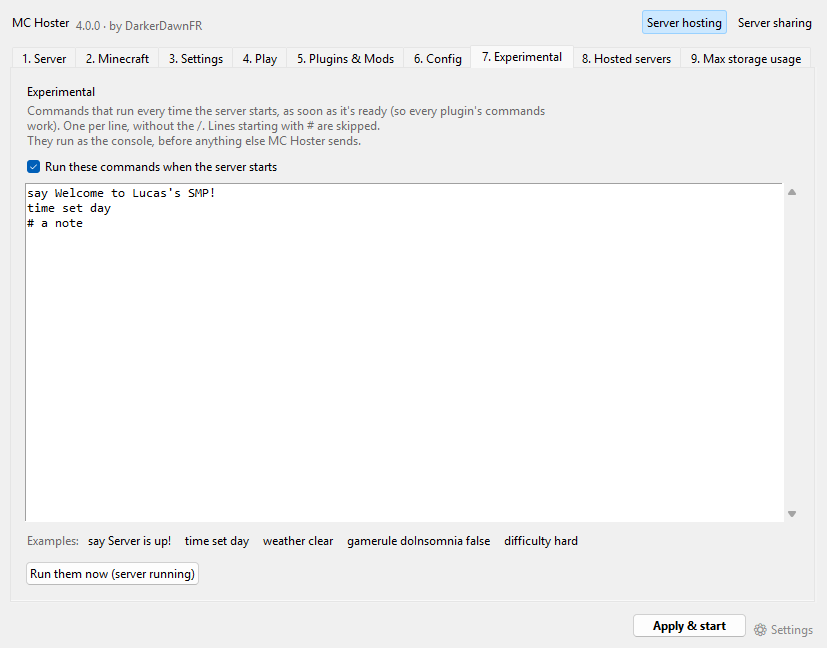 MC Hoster 4.0.0 · by DarkerDawnFR
Server hosting Server sharing
1. Server 2. Minecraft 3. Settings 4. Play 5. Plugins & Mods 6. Config 7. Experimental 8. Hosted servers 9. Max storage usage
Experimental
Commands that run every time the server starts, as soon as it's ready (so every plugin's commands
work). One per line, without the /. Lines starting with # are skipped.
They run as the console, before anything else MC Hoster sends.
Run these commands when the server starts
say Welcome to Lucas's SMP!
time set day
# a note
Examples: say Server is up! time set day weather clear gamerule doInsomnia false difficulty hard
Run them now (server running)
Apply & start Settings